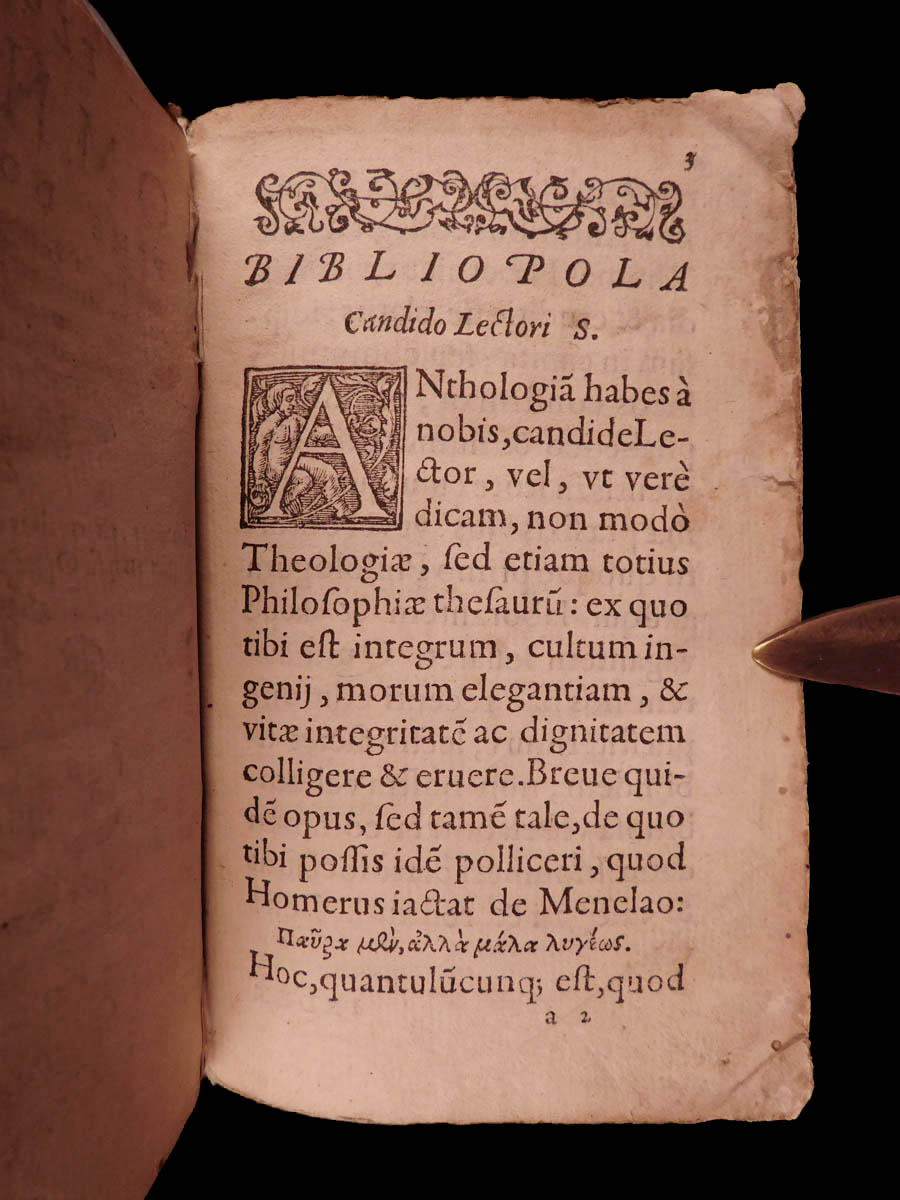 3
BIBLIOPOLA
Candido Lectori S.
ANthologiã habes à
nobis, candide Le-
ctor, vel, vt verè
dicam, non modò
Theologiæ, sed etiam totius
Philosophiæ thesaurũ: ex quo
tibi est integrum, cultum in-
genij, morum elegantiam, &
vitæ integritatẽ ac dignitatem
colligere & eruere. Breue qui-
dẽ opus, sed tamẽ tale, de quo
tibi possis idẽ polliceri, quod
Homerus iactat de Menelao:
Παῦρα μὲν, ἀλλὰ μάλα λυγέως.
Hoc, quantulũcunq; est, quod
a 2